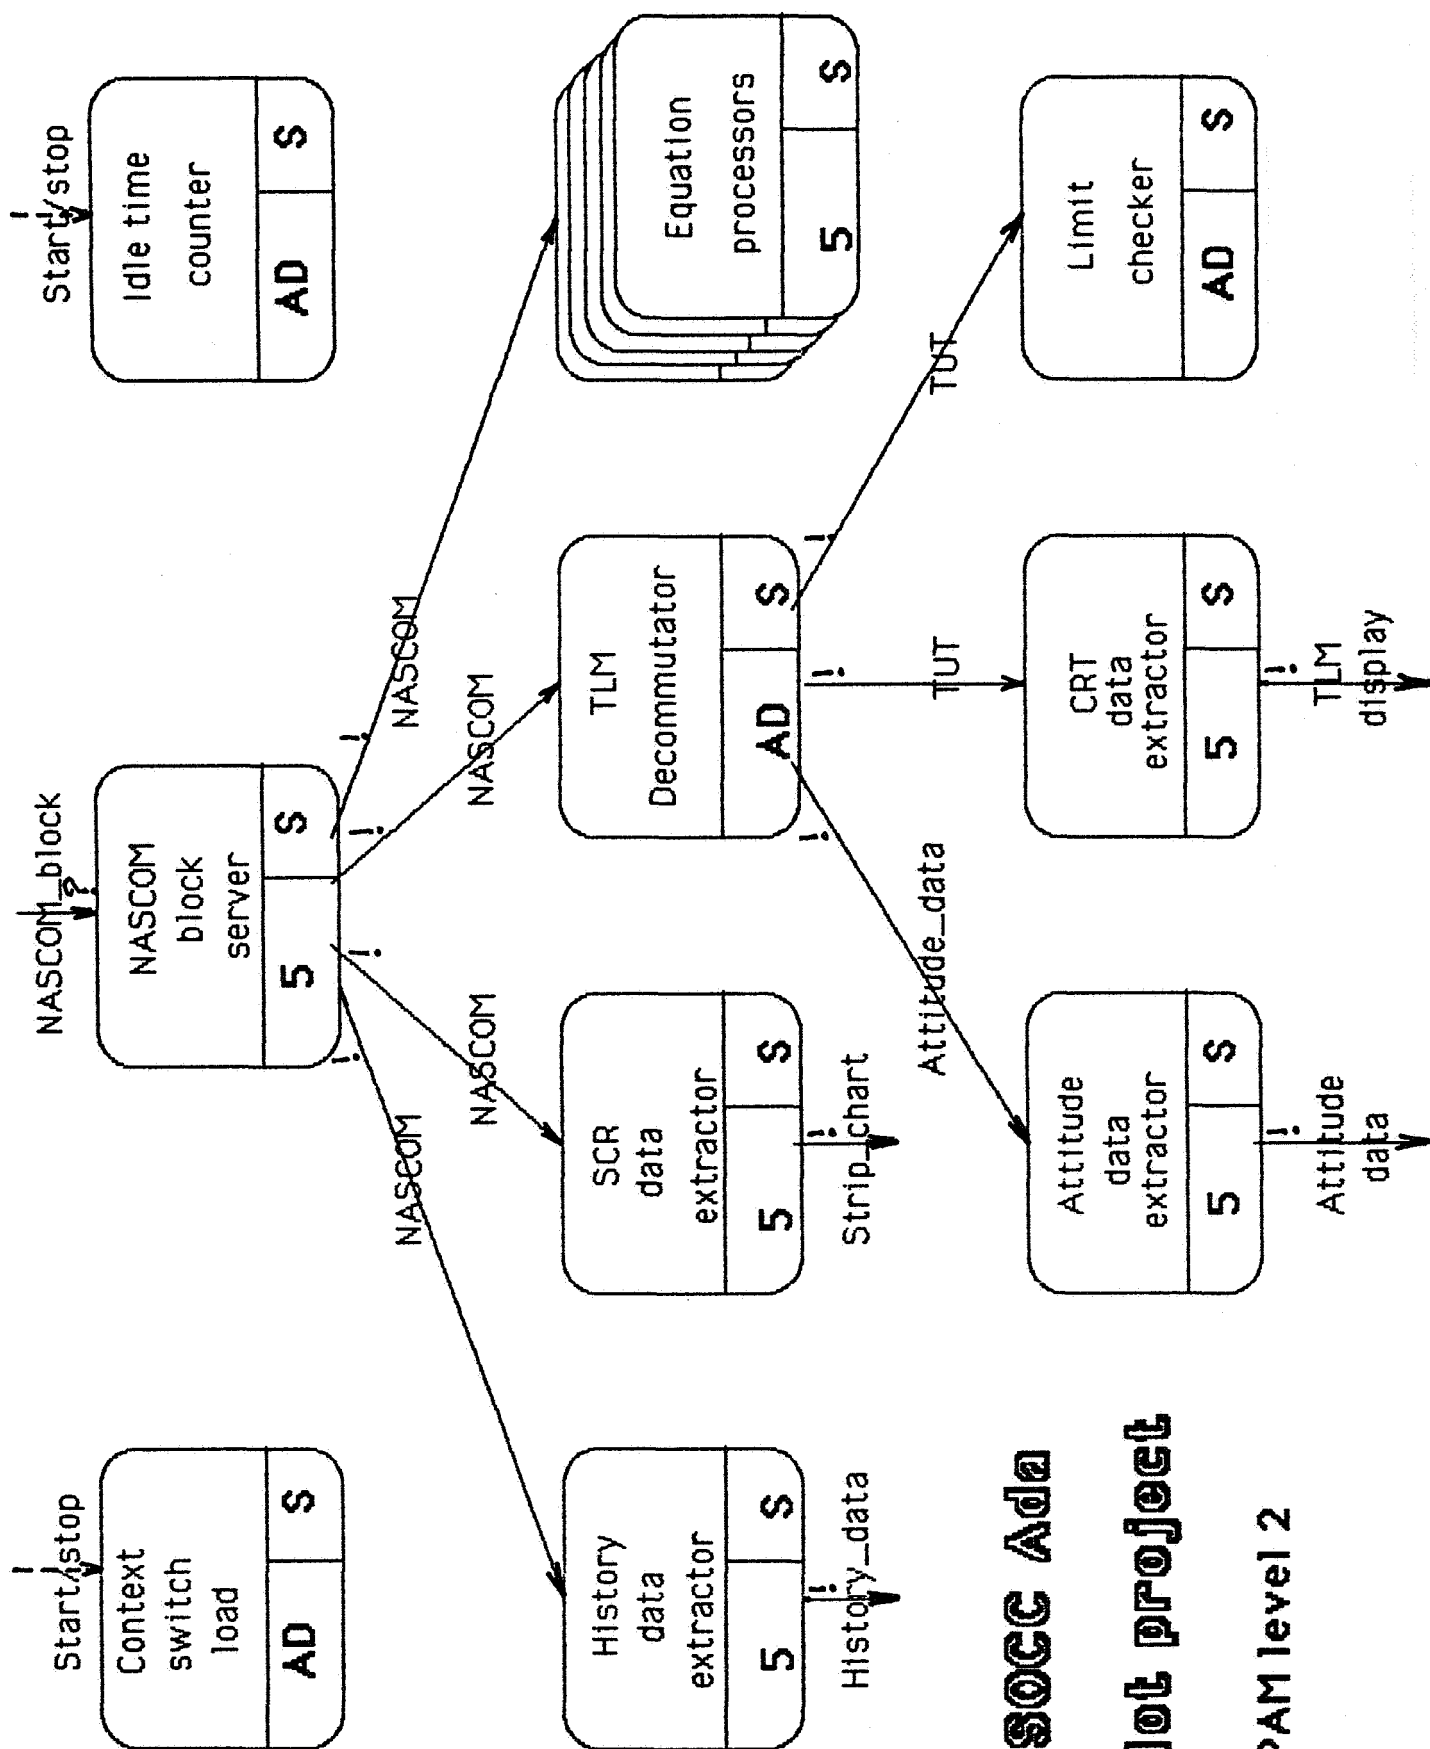 Start/stop
Context
switch
load
AD S
NASCOM_block
?
NASCOM
block
server
5 S
Start/stop
Idle time
counter
AD S
NASCOM
NASCOM
NASCOM
NASCOM
History
data
extractor
5 S
History_data
SCR
data
extractor
5 S
Strip_chart
TLM
Decommutator
AD S
Equation
processors
5 S
Attitude_data
TUT
TUT
Attitude
data
extractor
5 S
Attitude
data
CRT
data
extractor
5 S
TLM
display
Limit
checker
AD S
SOCC Ada
lot project
PAM level 2